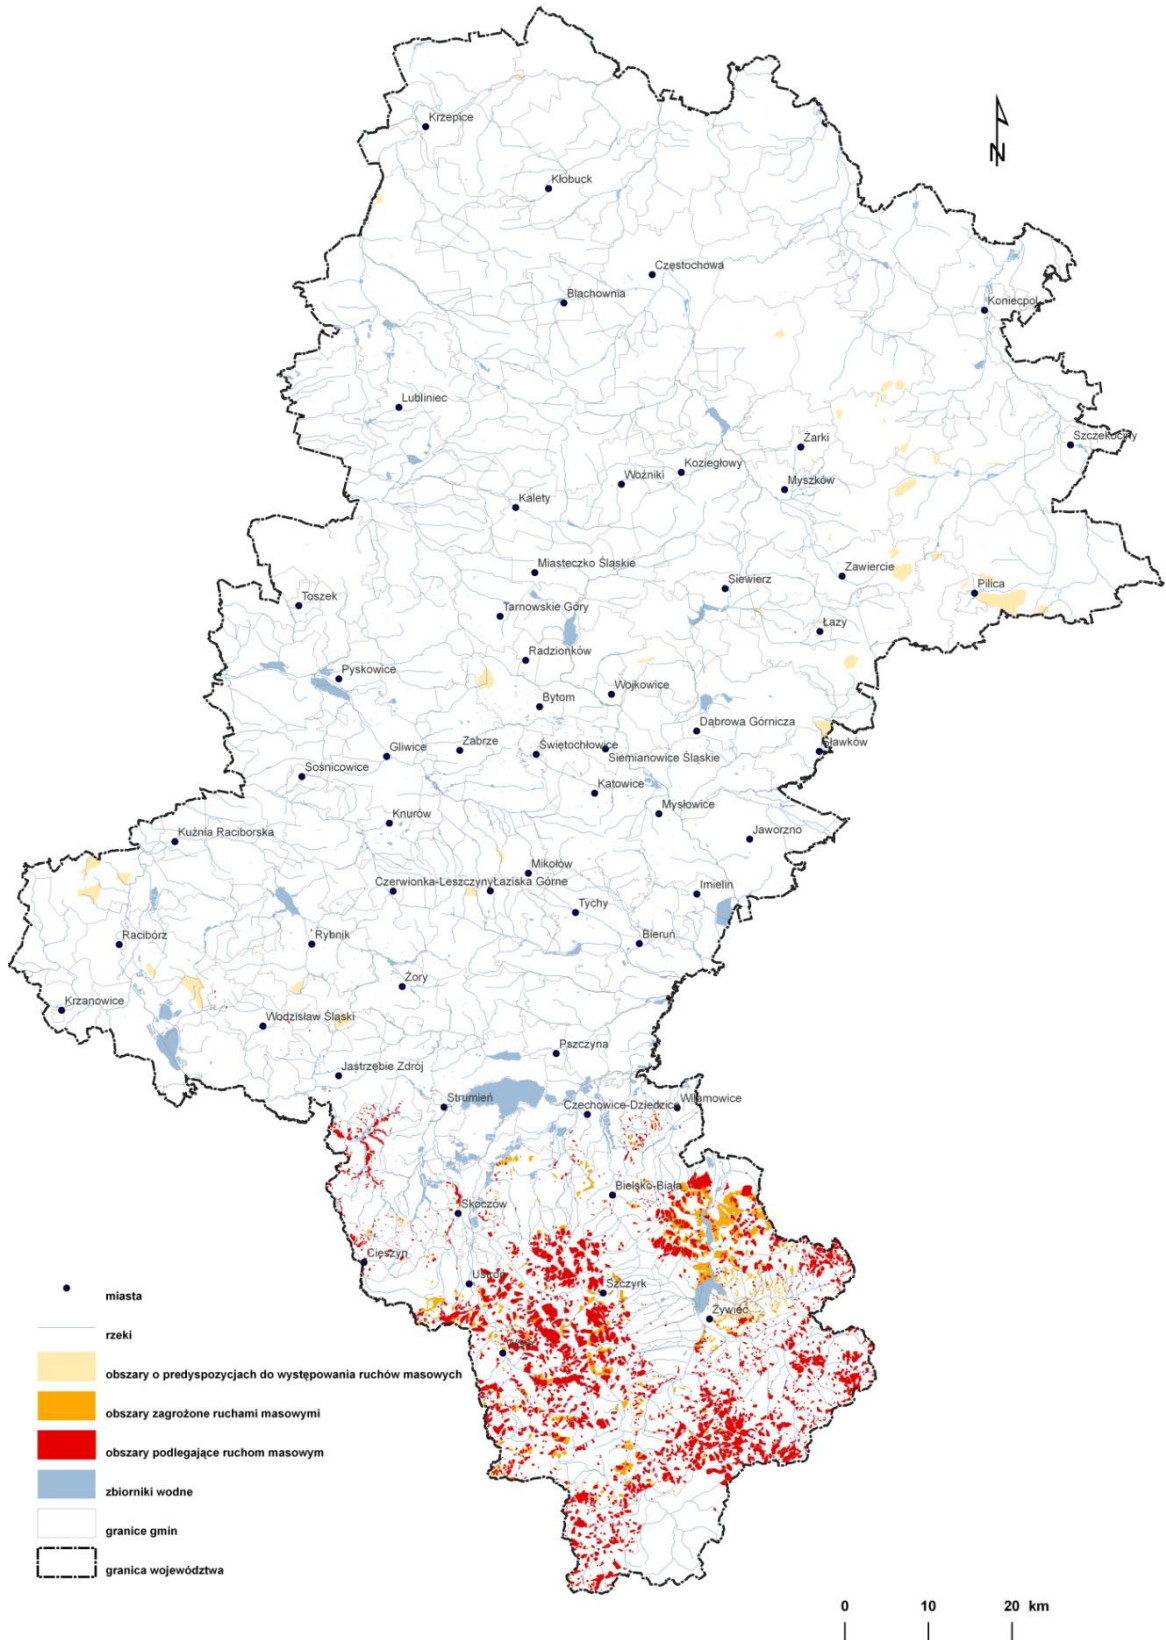 Krzepice
N
Kłobuck
Częstochowa
Blachownia
Koniecpol
Lubliniec
Szczekociny
Żarki
Koziegłowy
Woźniki
Myszków
Kalety
Miasteczko Śląskie
Zawiercie
Siewierz
Pilica
Toszek
Tarnowskie Góry
Łazy
Radzionków
Pyskowice
Wojkowice
Bytom
Dąbrowa Górnicza
Sławków
Gliwice
Zabrze
Świętochłowice
Siemianowice Śląskie
Sośnicowice
Katowice
Mysłowice
Knurów
Kuźnia Raciborska
Jaworzno
Mikołów
Czerwionka-Leszczyny
Łaziska Górne
Imielin
Tychy
Racibórz
Rybnik
Bieruń
Żory
Krzanowice
Wodzisław Śląski
Pszczyna
Jastrzębie Zdrój
Strumień
Czechowice-Dziedzice
Wilamowice
Bielsko-Biała
Skoczów
Cieszyn
Ustroń
Szczyrk
Żywiec
miasta
rzeki
obszary o predyspozycjach do występowania ruchów masowych
obszary zagrożone ruchami masowymi
obszary podlegające ruchom masowym
zbiorniki wodne
granice gmin
granica województwa
0 10 20 km